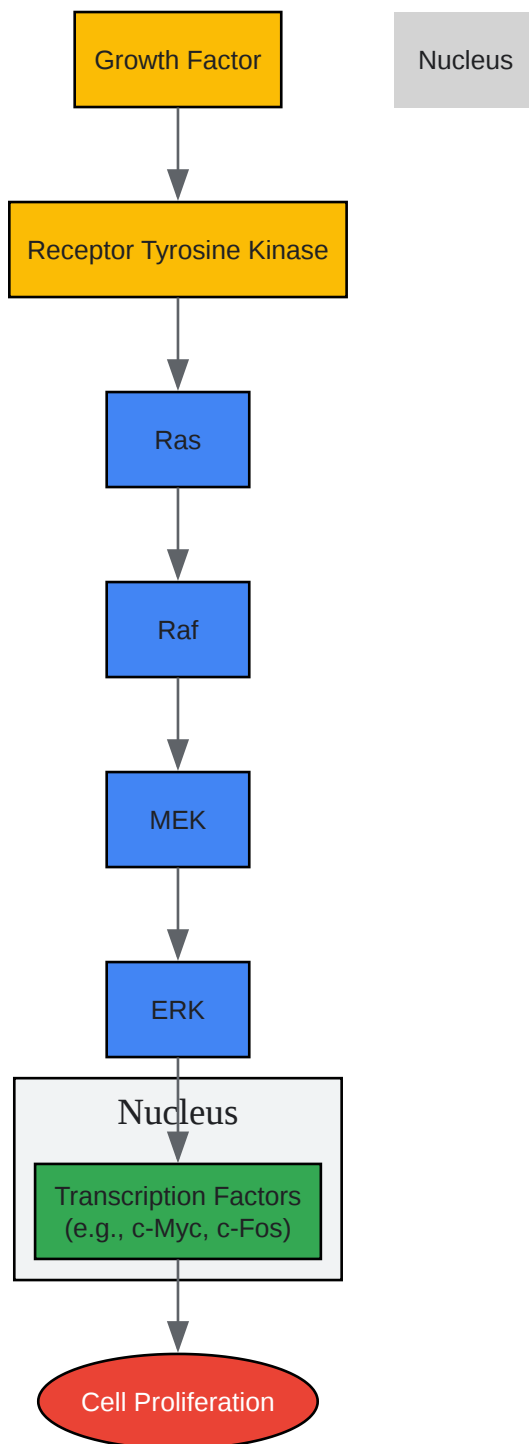 Growth Factor
Nucleus
Receptor Tyrosine Kinase
Ras
Raf
MEK
ERK
Nucleus
Transcription Factors
(e.g., c-Myc, c-Fos)
Cell Proliferation